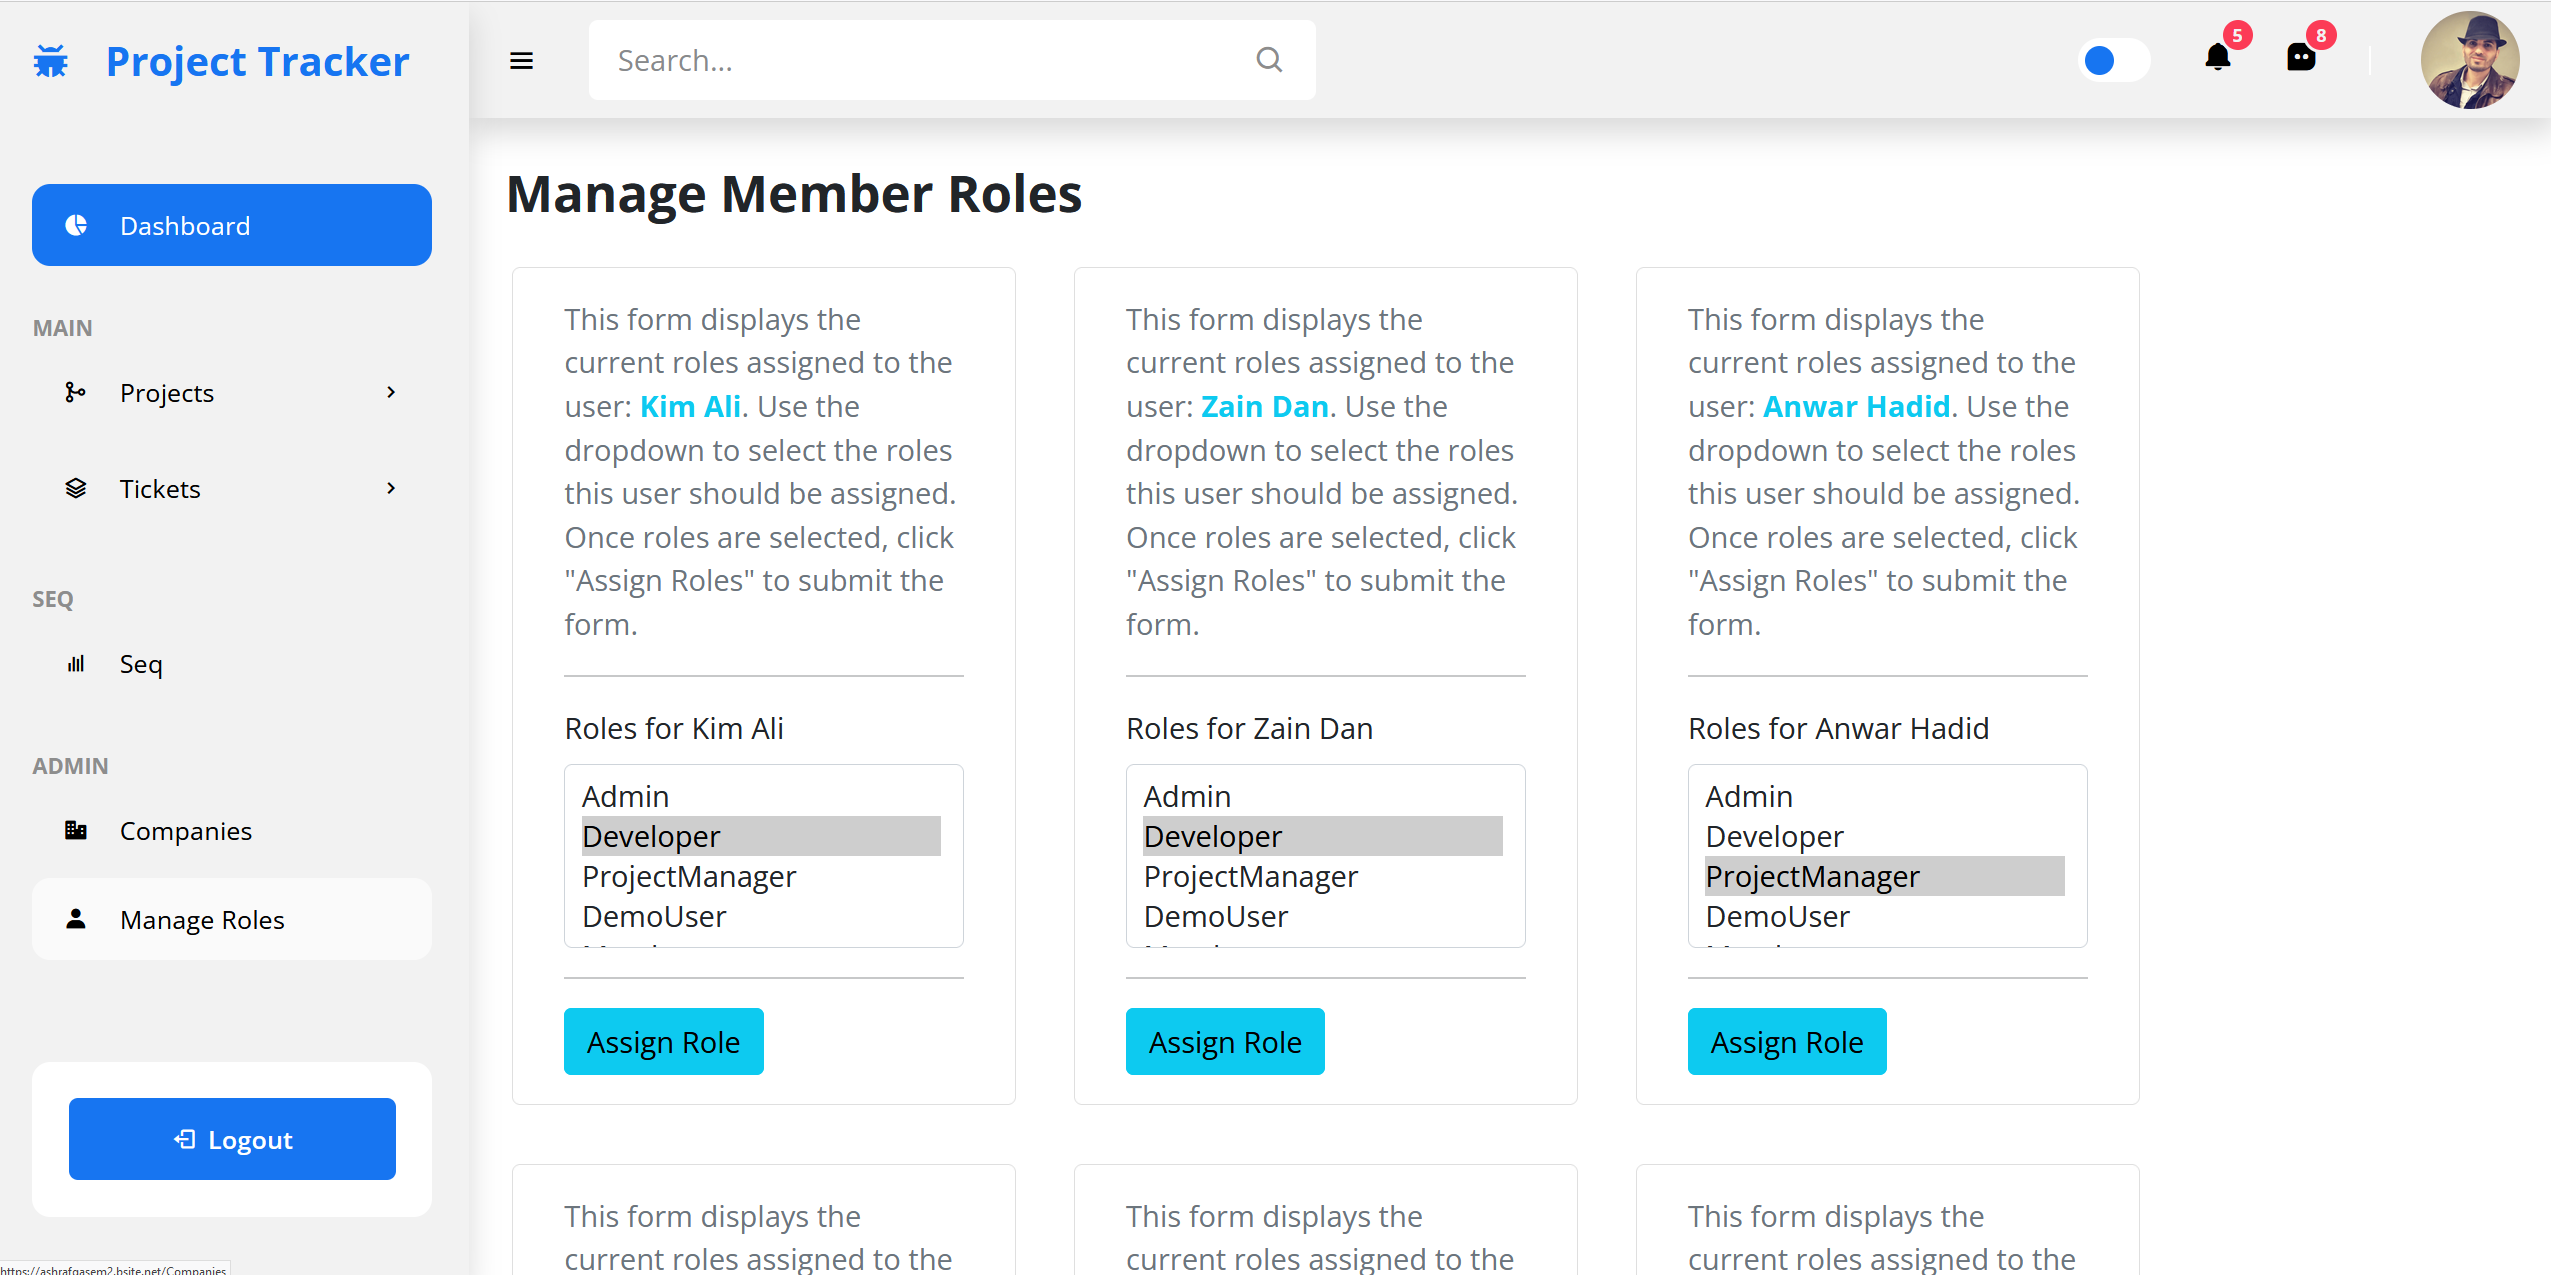 Project Tracker
Search...
5
8
Dashboard
MAIN
Projects
Tickets
SEQ
Seq
ADMIN
Companies
Manage Roles
Logout
https://ashrafqasem2.bsite.net/Companies
Manage Member Roles
This form displays the
current roles assigned to the
user: Kim Ali. Use the
dropdown to select the roles
this user should be assigned.
Once roles are selected, click
"Assign Roles" to submit the
form.
Roles for Kim Ali
Admin
Developer
ProjectManager
DemoUser
Assign Role
This form displays the
current roles assigned to the
user: Zain Dan. Use the
dropdown to select the roles
this user should be assigned.
Once roles are selected, click
"Assign Roles" to submit the
form.
Roles for Zain Dan
Admin
Developer
ProjectManager
DemoUser
Assign Role
This form displays the
current roles assigned to the
user: Anwar Hadid. Use the
dropdown to select the roles
this user should be assigned.
Once roles are selected, click
"Assign Roles" to submit the
form.
Roles for Anwar Hadid
Admin
Developer
ProjectManager
DemoUser
Assign Role
This form displays the
current roles assigned to the
This form displays the
current roles assigned to the
This form displays the
current roles assigned to the